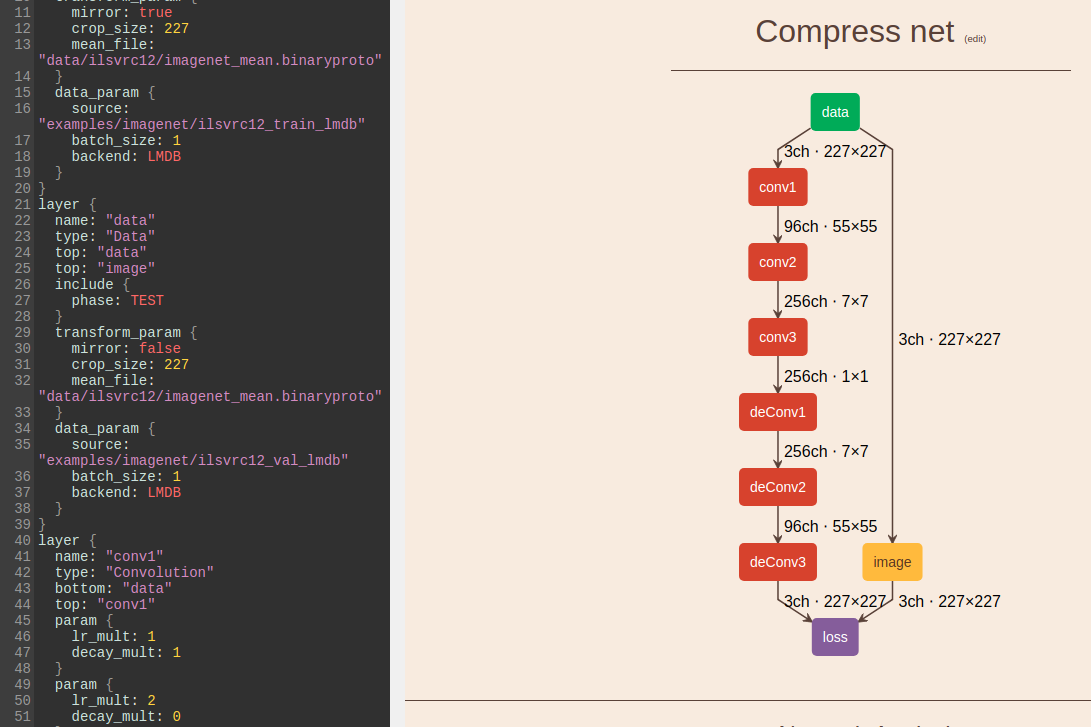 11 mirror: true
12 crop_size: 227
13 mean_file:
"data/ilsvrc12/imagenet_mean.binaryproto"
14 }
15 data_param {
16 source:
"examples/imagenet/ilsvrc12_train_lmdb"
17 batch_size: 1
18 backend: LMDB
19 }
20 }
21 layer {
22 name: "data"
23 type: "Data"
24 top: "data"
25 top: "image"
26 include {
27 phase: TEST
28 }
29 transform_param {
30 mirror: false
31 crop_size: 227
32 mean_file:
"data/ilsvrc12/imagenet_mean.binaryproto"
33 }
34 data_param {
35 source:
"examples/imagenet/ilsvrc12_val_lmdb"
36 batch_size: 1
37 backend: LMDB
38 }
39 }
40 layer {
41 name: "conv1"
42 type: "Convolution"
43 bottom: "data"
44 top: "conv1"
45 param {
46 lr_mult: 1
47 decay_mult: 1
48 }
49 param {
50 lr_mult: 2
51 decay_mult: 0
Compress net (edit)
data
3ch · 227×227
conv1
96ch · 55×55
conv2
256ch · 7×7
conv3
3ch · 227×227
256ch · 1×1
deConv1
256ch · 7×7
deConv2
96ch · 55×55
deConv3 image
3ch · 227×227 3ch · 227×227
loss